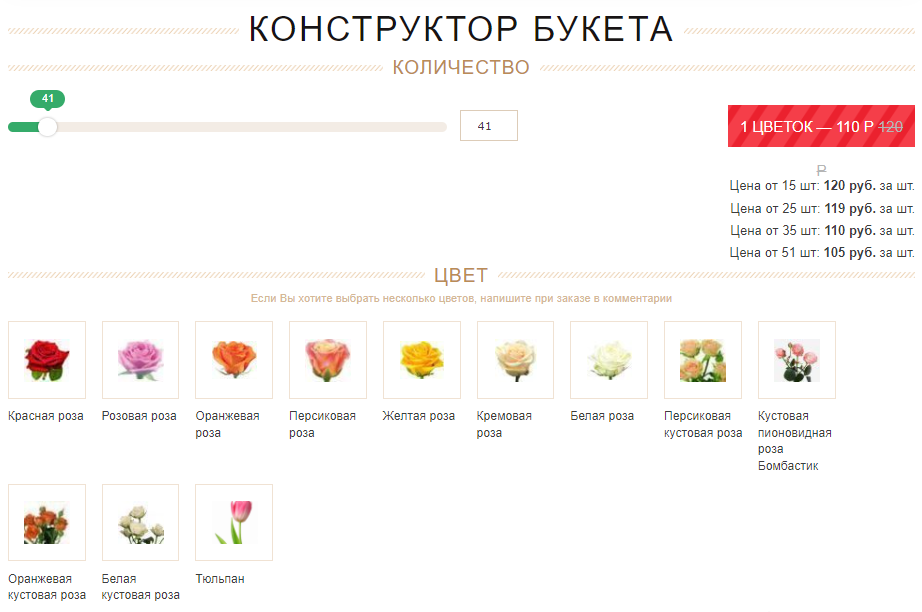 КОНСТРУКТОР БУКЕТА
КОЛИЧЕСТВО
41
41
1 ЦВЕТОК — 110 Р 120
Р
Цена от 15 шт: 120 руб. за шт.
Цена от 25 шт: 119 руб. за шт.
Цена от 35 шт: 110 руб. за шт.
Цена от 51 шт: 105 руб. за шт.
ЦВЕТ
Если Вы хотите выбрать несколько цветов, напишите при заказе в комментарии
Красная роза
Розовая роза
Оранжевая
роза
Персиковая
роза
Желтая роза
Кремовая
роза
Белая роза
Персиковая
кустовая роза
Кустовая
пионовидная
роза
Бомбастик
Оранжевая
кустовая роза
Белая
кустовая роза
Тюльпан